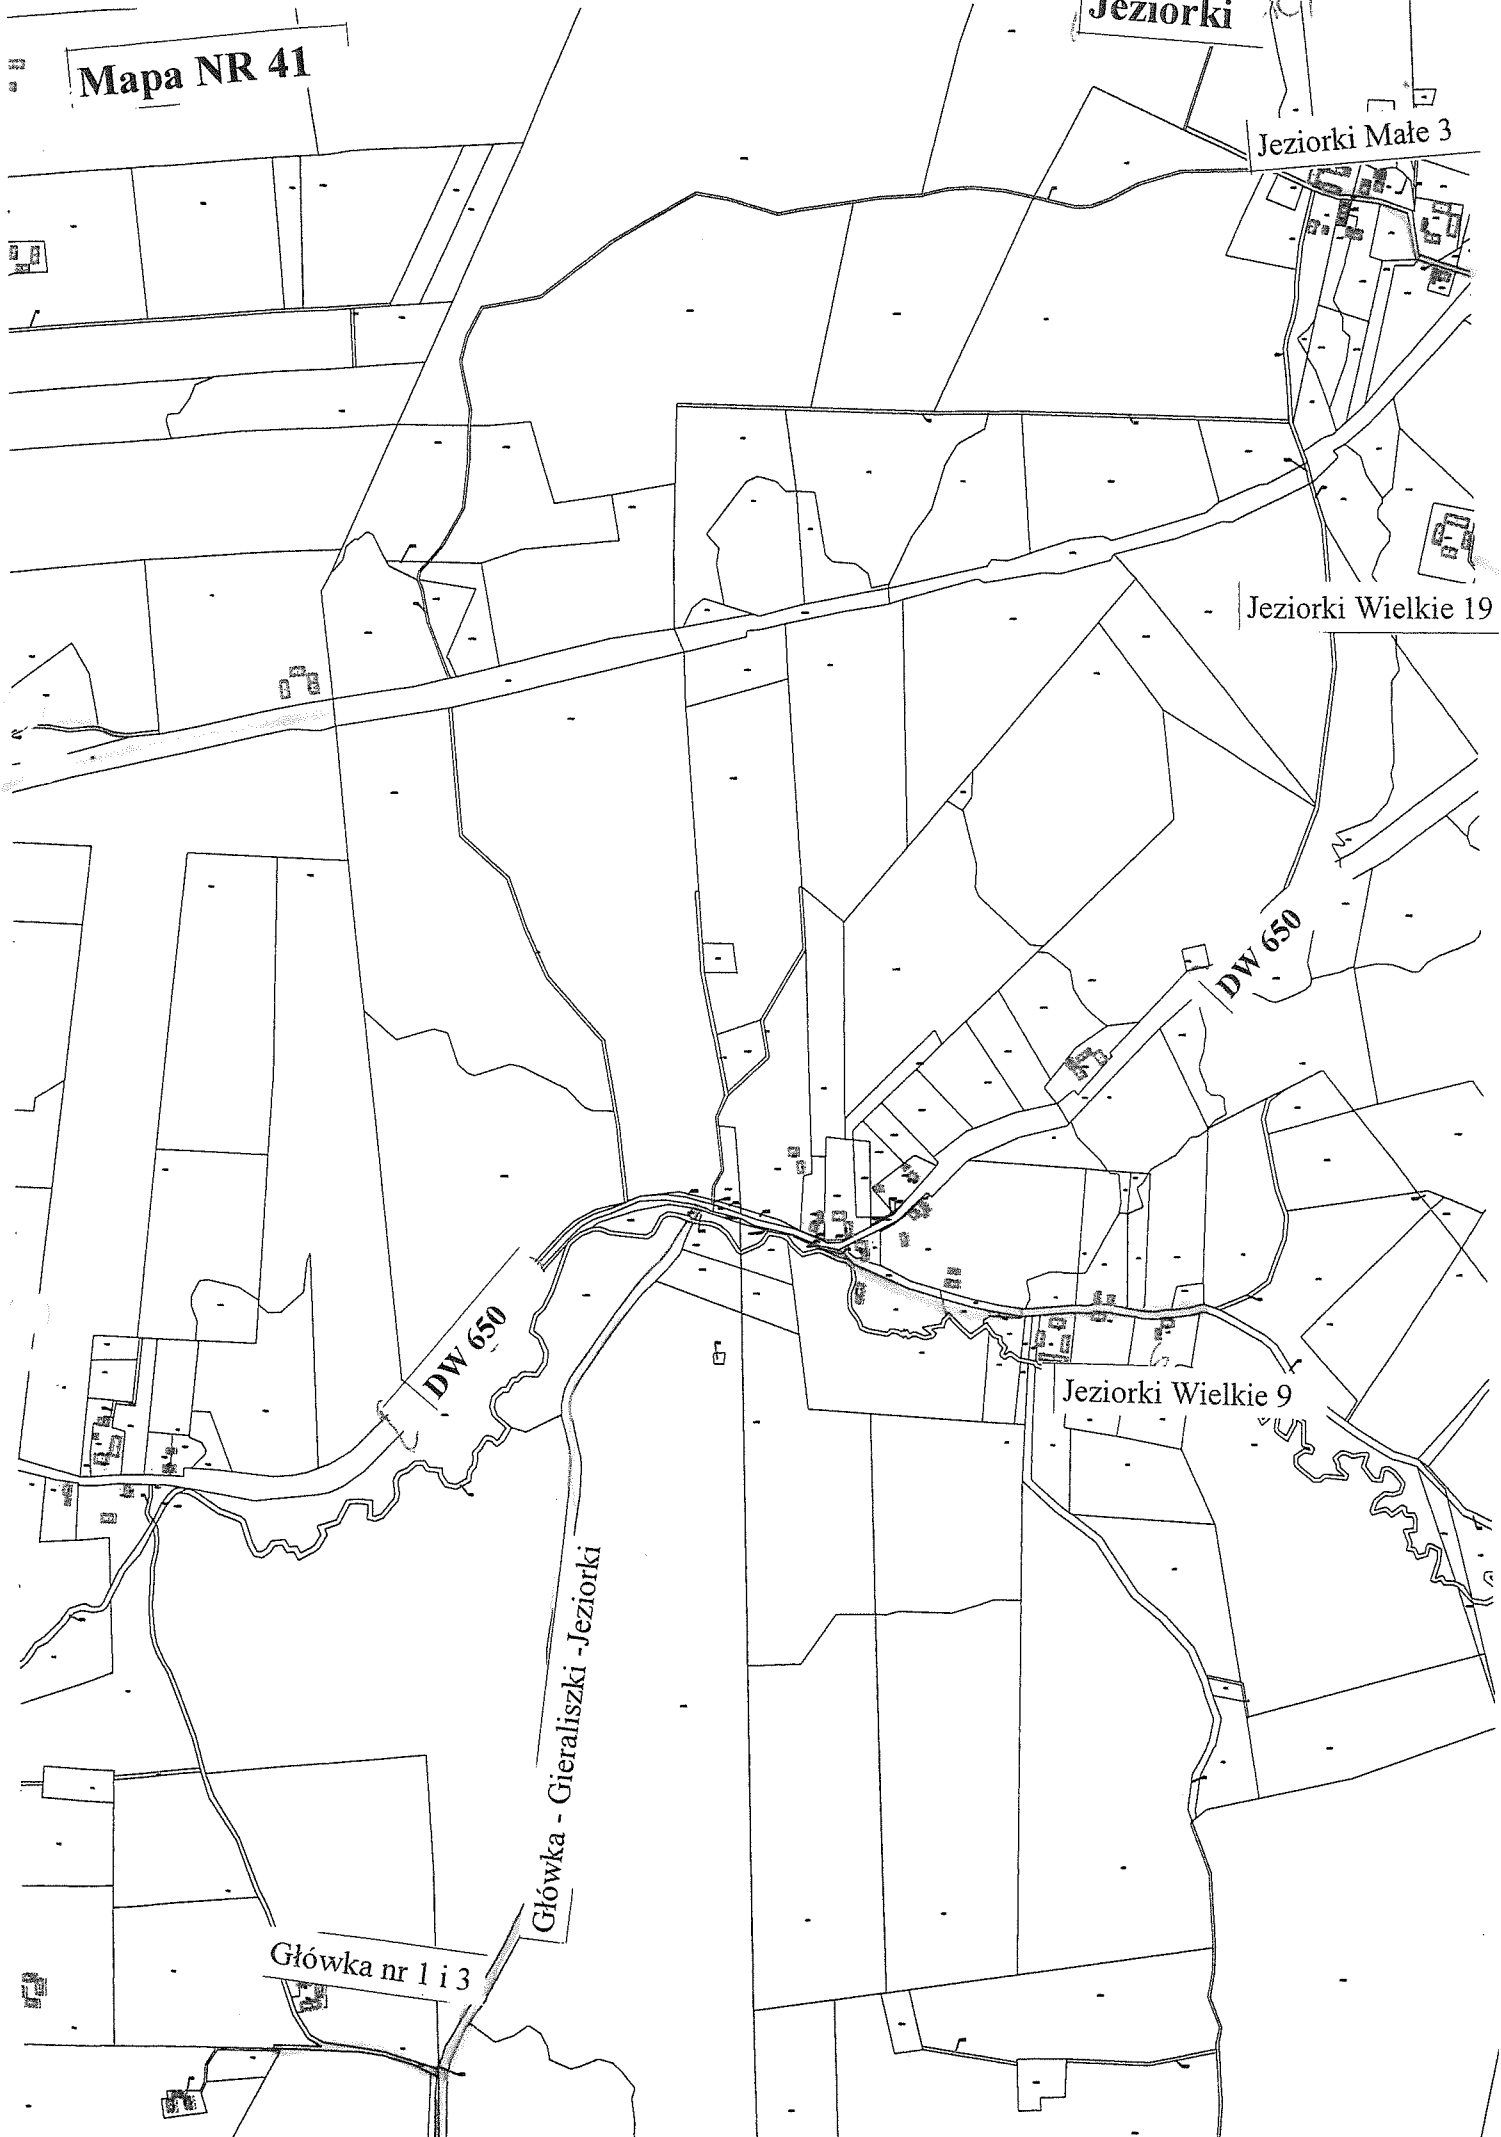 Jeziorki
Mapa NR 41
Jeziorki Małe 3
Jeziorki Wielkie 19
DW 650
DW 650
Jeziorki Wielkie 9
Główka - Gieraliszki -Jeziorki
Główka nr 1 i 3